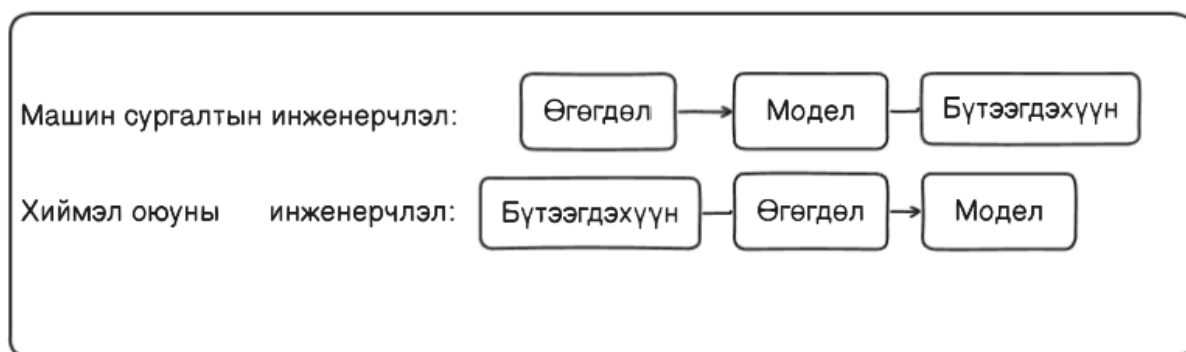 Машин сургалтын инженерчлэл: Өгөгдөл Модел Бүтээгдэхүүн
Хиймэл оюуны инженерчлэл: Бүтээгдэхүүн Өгөгдөл Модел